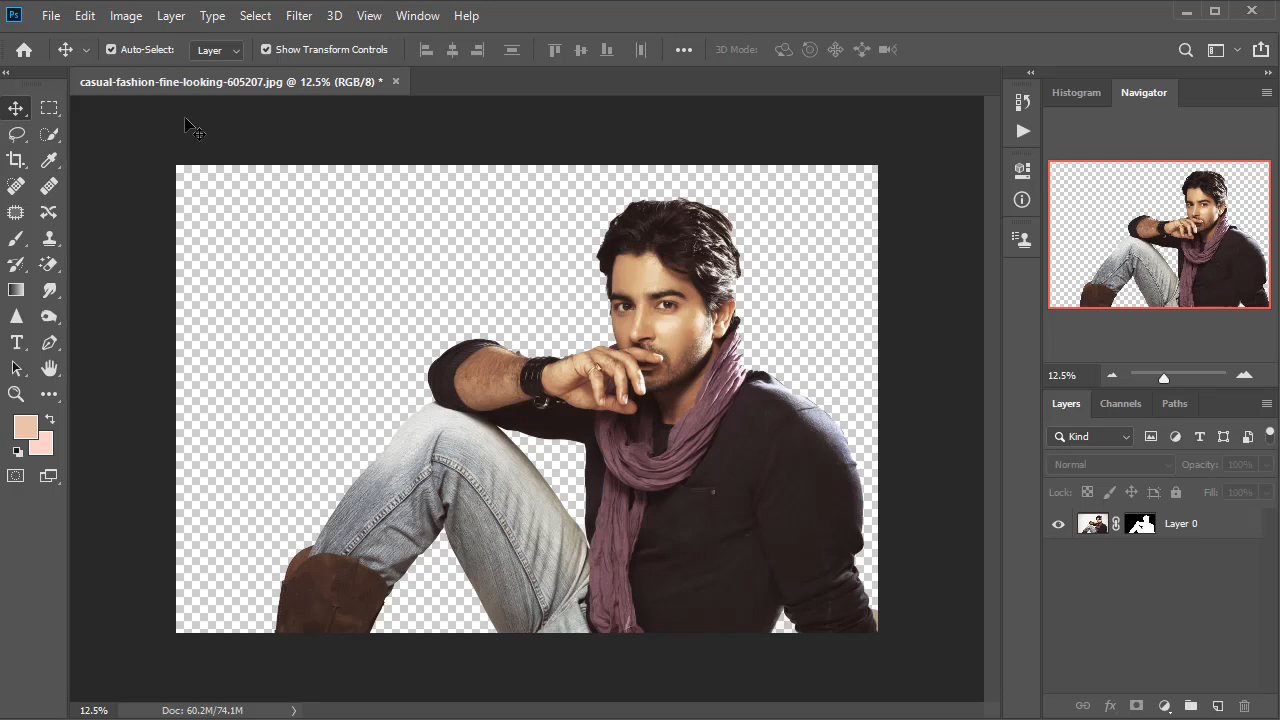 Ps File Edit Image Layer Type Select Filter 3D View Window Help
Auto-Select: Layer Show Transform Controls 3D Mode:
casual-fashion-fine-looking-605207.jpg @ 12.5% (RGB/8) *
Histogram Navigator
12.5%
Layers Channels Paths
Kind
Normal Opacity: 100%
Lock: Fill: 100%
Layer 0
12.5% Doc: 60.2M/74.1M